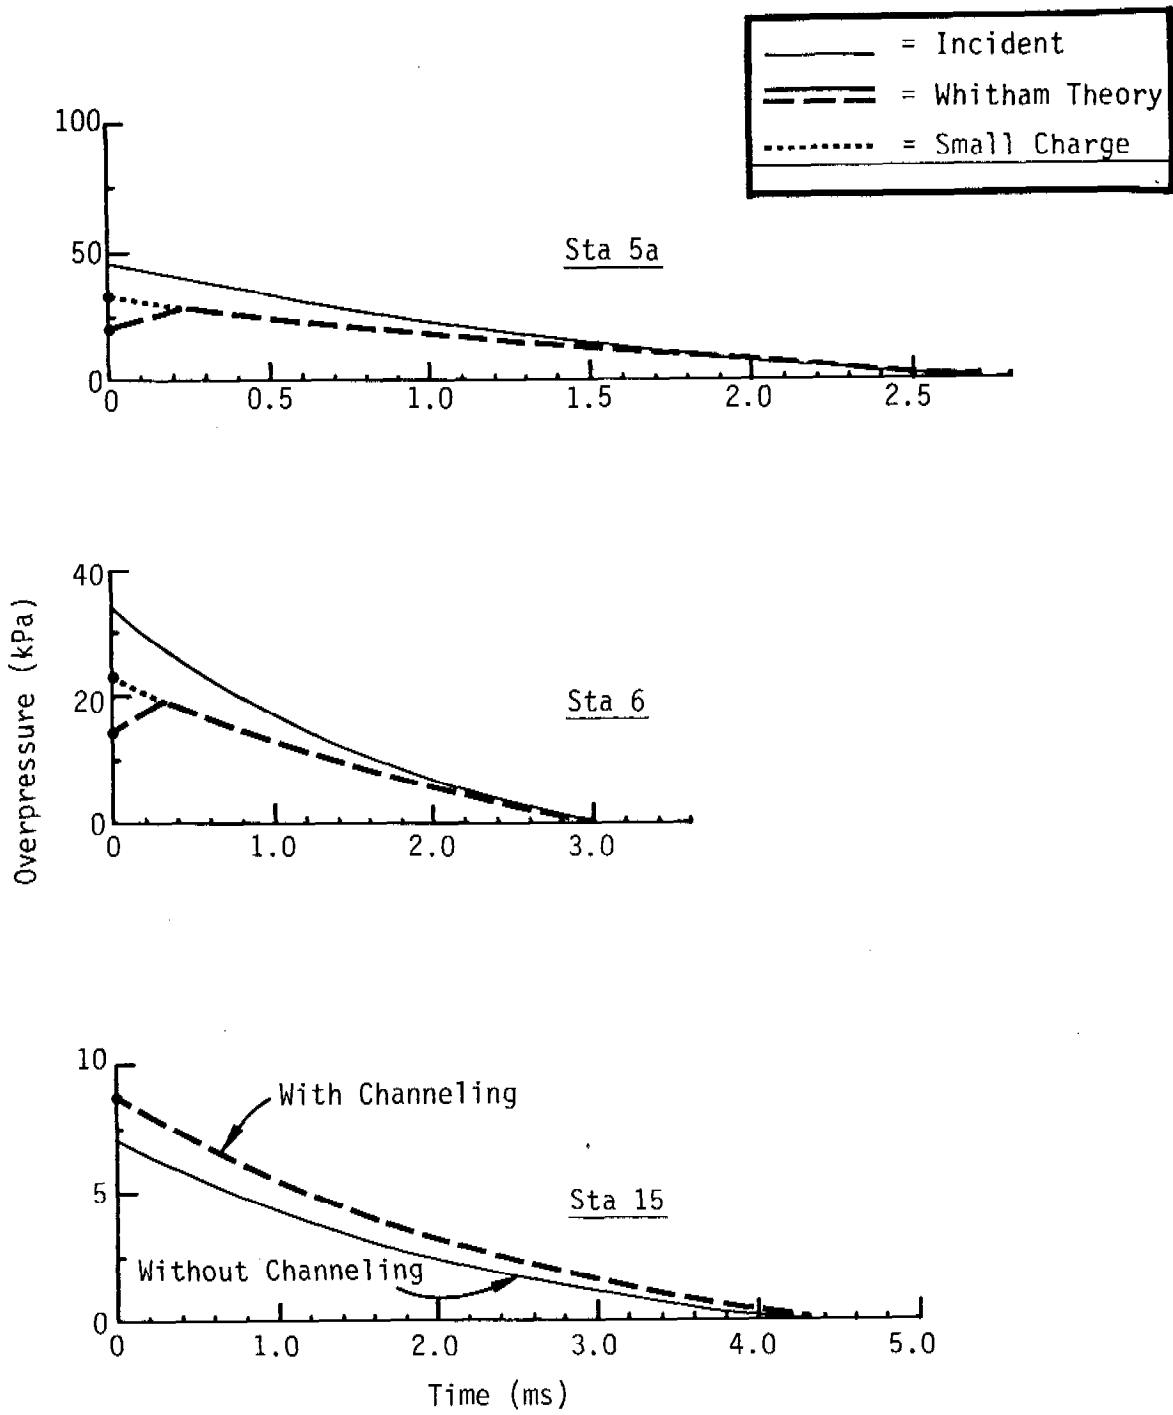 = Incident
= Whitham Theory
= Small Charge
100
50
0
Sta 5a
0 0.5 1.0 1.5 2.0 2.5
Overpressure (kPa)
40
20
0
Sta 6
0 1.0 2.0 3.0
10
5
0
With Channeling
Sta 15
Without Channeling
0 1.0 2.0 3.0 4.0 5.0
Time (ms)